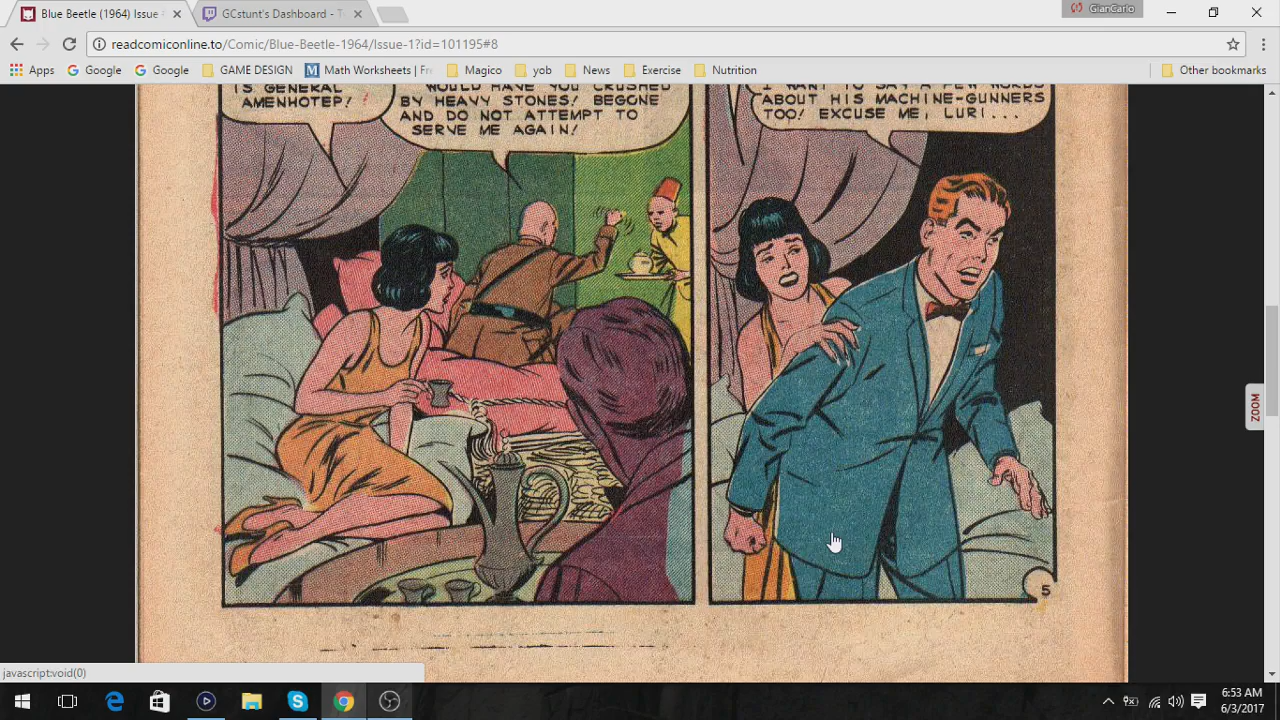 Blue Beetle (1964) Issue
GCstunt's Dashboard - T
GianCarlo
readcomiconline.to/Comic/Blue-Beetle-1964/Issue-1?id=101195#8
Apps
Google
Google
GAME DESIGN
Math Worksheets | Fr
Magico
yob
News
Exercise
Nutrition
Other bookmarks
IS GENERAL
AMENHOTEP!
WOULD HAVE YOU CRUSHED
BY HEAVY STONES! BEGONE
AND DO NOT ATTEMPT TO
SERVE ME AGAIN!
I WANT TO SAY A FEW WORDS
ABOUT HIS MACHINE-GUNNERS
TOO! EXCUSE ME, LURI...
ZOOM
5
javascript:void(0)
6:53 AM
6/3/2017